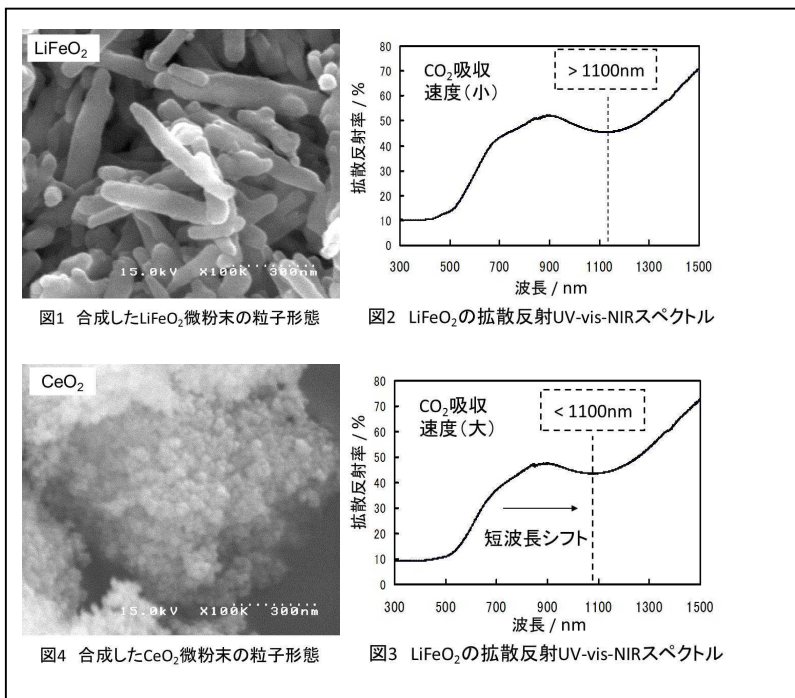 LiFeO₂
15.0kV X100K 300nm
図1 合成したLiFeO₂微粉末の粒子形態
80
70
60
50
40
30
20
10
0
拡散反射率 / %
CO₂吸収
速度(小)
> 1100nm
300 500 700 900 1100 1300 1500
波長 / nm
図2 LiFeO₂の拡散反射UV-vis-NIRスペクトル
CeO₂
15.0kV X100K 300nm
図4 合成したCeO₂微粉末の粒子形態
80
70
60
50
40
30
20
10
0
拡散反射率 / %
CO₂吸収
速度(大)
< 1100nm
短波長シフト
300 500 700 900 1100 1300 1500
波長 / nm
図3 LiFeO₂の拡散反射UV-vis-NIRスペクトル